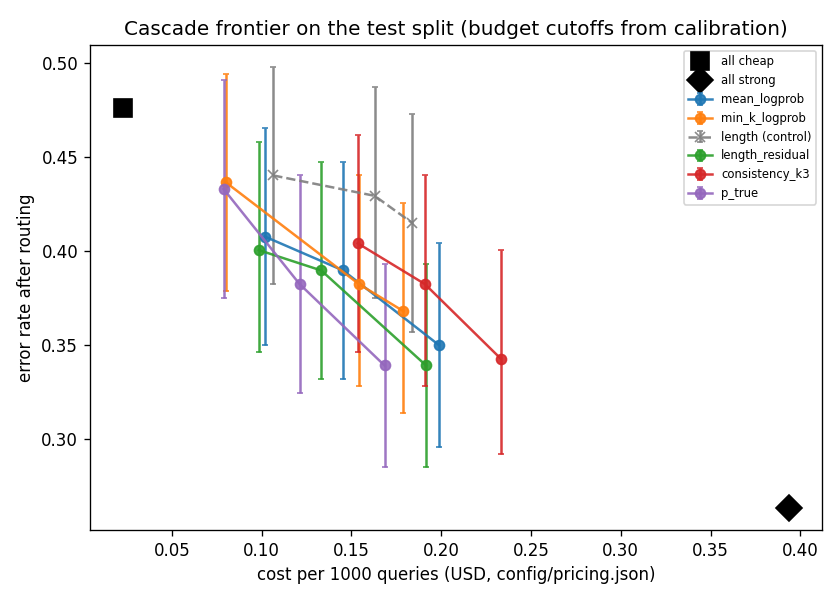 Cascade frontier on the test split (budget cutoffs from calibration)
error rate after routing
0.50
0.45
0.40
0.35
0.30
all cheap
all strong
mean_logprob
min_k_logprob
length (control)
length_residual
consistency_k3
p_true
0.05 0.10 0.15 0.20 0.25 0.30 0.35 0.40
cost per 1000 queries (USD, config/pricing.json)